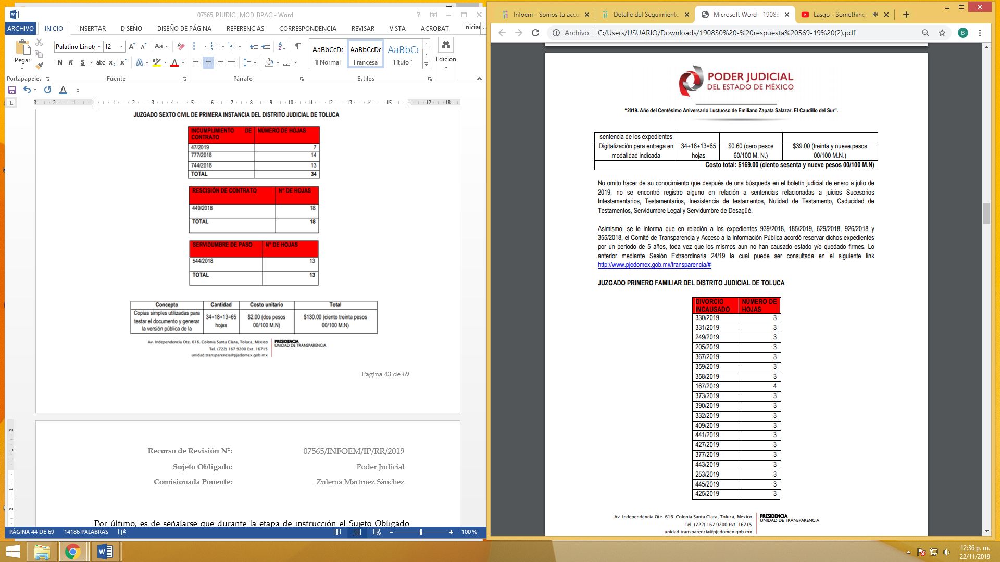 07565_PJUDICI_MOD_BPAC - Word
ARCHIVO INICIO INSERTAR DISEÑO DISEÑO DE PÁGINA REFERENCIAS CORRESPONDENCIA REVISAR VISTA ACROBAT Iniciar
Pegar
Palatino Linoty 12
N K S abc x₂ x²
AaBbCcDc AaBbCcDc AaBbCc
¶ Normal Francesa Título 1
Edición
Portapapeles Fuente Párrafo Estilos
3 2 1 1 2 3 4 5 6 7 8 9 10 11 12 13 14 15 17 18
JUZGADO SEXTO CIVIL DE PRIMERA INSTANCIA DEL DISTRITO JUDICIAL DE TOLUCA
INCUMPLIMIENTO DE CONTRATO NÚMERO DE HOJAS
47/2019 7
777/2018 14
744/2018 13
TOTAL 34
RESCISIÓN DE CONTRATO N° DE HOJAS
449/2018 18
TOTAL 18
SERVIDUMBRE DE PASO N° DE HOJAS
544/2018 13
TOTAL 13
Concepto Cantidad Costo unitario Total
Copias simples utilizadas para testar el documento y generar la versión pública de la 34+18+13=65 hojas $2.00 (dos pesos 00/100 M.N) $130.00 (ciento treinta pesos 00/100 M.N)
Av. Independencia Ote. 616. Colonia Santa Clara, Toluca, México
Tel. (722) 167 9200 Ext. 16715
unidad.transparencia@pjedomex.gob.mx
PRESIDENCIA
UNIDAD DE TRANSPARENCIA
Página 43 de 69
Recurso de Revisión N°: 07565/INFOEM/IP/RR/2019
Sujeto Obligado: Poder Judicial
Comisionada Ponente: Zulema Martínez Sánchez
Por último, es de señalarse que durante la etapa de instrucción el Sujeto Obligado
PÁGINA 44 DE 69 14186 PALABRAS 100 %
Infoem - Somos tu acce Detalle del Seguimiento Microsoft Word - 19083 Lasgo - Something
Archivo C:/Users/USUARIO/Downloads/190830%20-%20respuesta%20569-19%20(2).pdf B
PODER JUDICIAL
DEL ESTADO DE MÉXICO
“2019. Año del Centésimo Aniversario Luctuoso de Emiliano Zapata Salazar. El Caudillo del Sur”.
sentencia de los expedientes
Digitalización para entrega en modalidad indicada 34+18+13=65 hojas $0.60 (cero pesos 60/100 M. N.) $39.00 (treinta y nueve pesos 00/100 M.N.)
Costo total: $169.00 (ciento sesenta y nueve pesos 00/100 M.N)
No omito hacer de su conocimiento que después de una búsqueda en el boletín judicial de enero a julio de
2019, no se encontró registro alguno en relación a sentencias relacionadas a juicios Sucesorios
Intestamentarios, Testamentarios, Inexistencia de testamentos, Nulidad de Testamento, Caducidad de
Testamentos, Servidumbre Legal y Servidumbre de Desagüé.
Asimismo, se le informa que en relación a los expedientes 939/2018, 185/2019, 629/2018, 926/2018 y
355/2018, el Comité de Transparencia y Acceso a la Información Pública acordó reservar dichos expedientes
por un periodo de 5 años, toda vez que los mismos aun no han causado estado y/o quedado firmes. Lo
anterior mediante Sesión Extraordinaria 24/19 la cual puede ser consultada en el siguiente link
http://www.pjedomex.gob.mx/transparencia/#
JUZGADO PRIMERO FAMILIAR DEL DISTRITO JUDICIAL DE TOLUCA
DIVORCIO INCAUSADO NÚMERO DE HOJAS
330/2019 3
331/2019 3
249/2019 3
205/2019 3
367/2019 3
359/2019 3
358/2019 3
167/2019 4
373/2019 3
390/2019 3
332/2019 3
409/2019 3
441/2019 3
427/2019 3
377/2019 3
443/2019 3
253/2019 3
445/2019 3
425/2019 3
Av. Independencia Ote. 616. Colonia Santa Clara, Toluca, México
Tel. (722) 167 9200 Ext. 16715
unidad.transparencia@pjedomex.gob.mx
PRESIDENCIA
UNIDAD DE TRANSPARENCIA
12:36 p. m.
22/11/2019